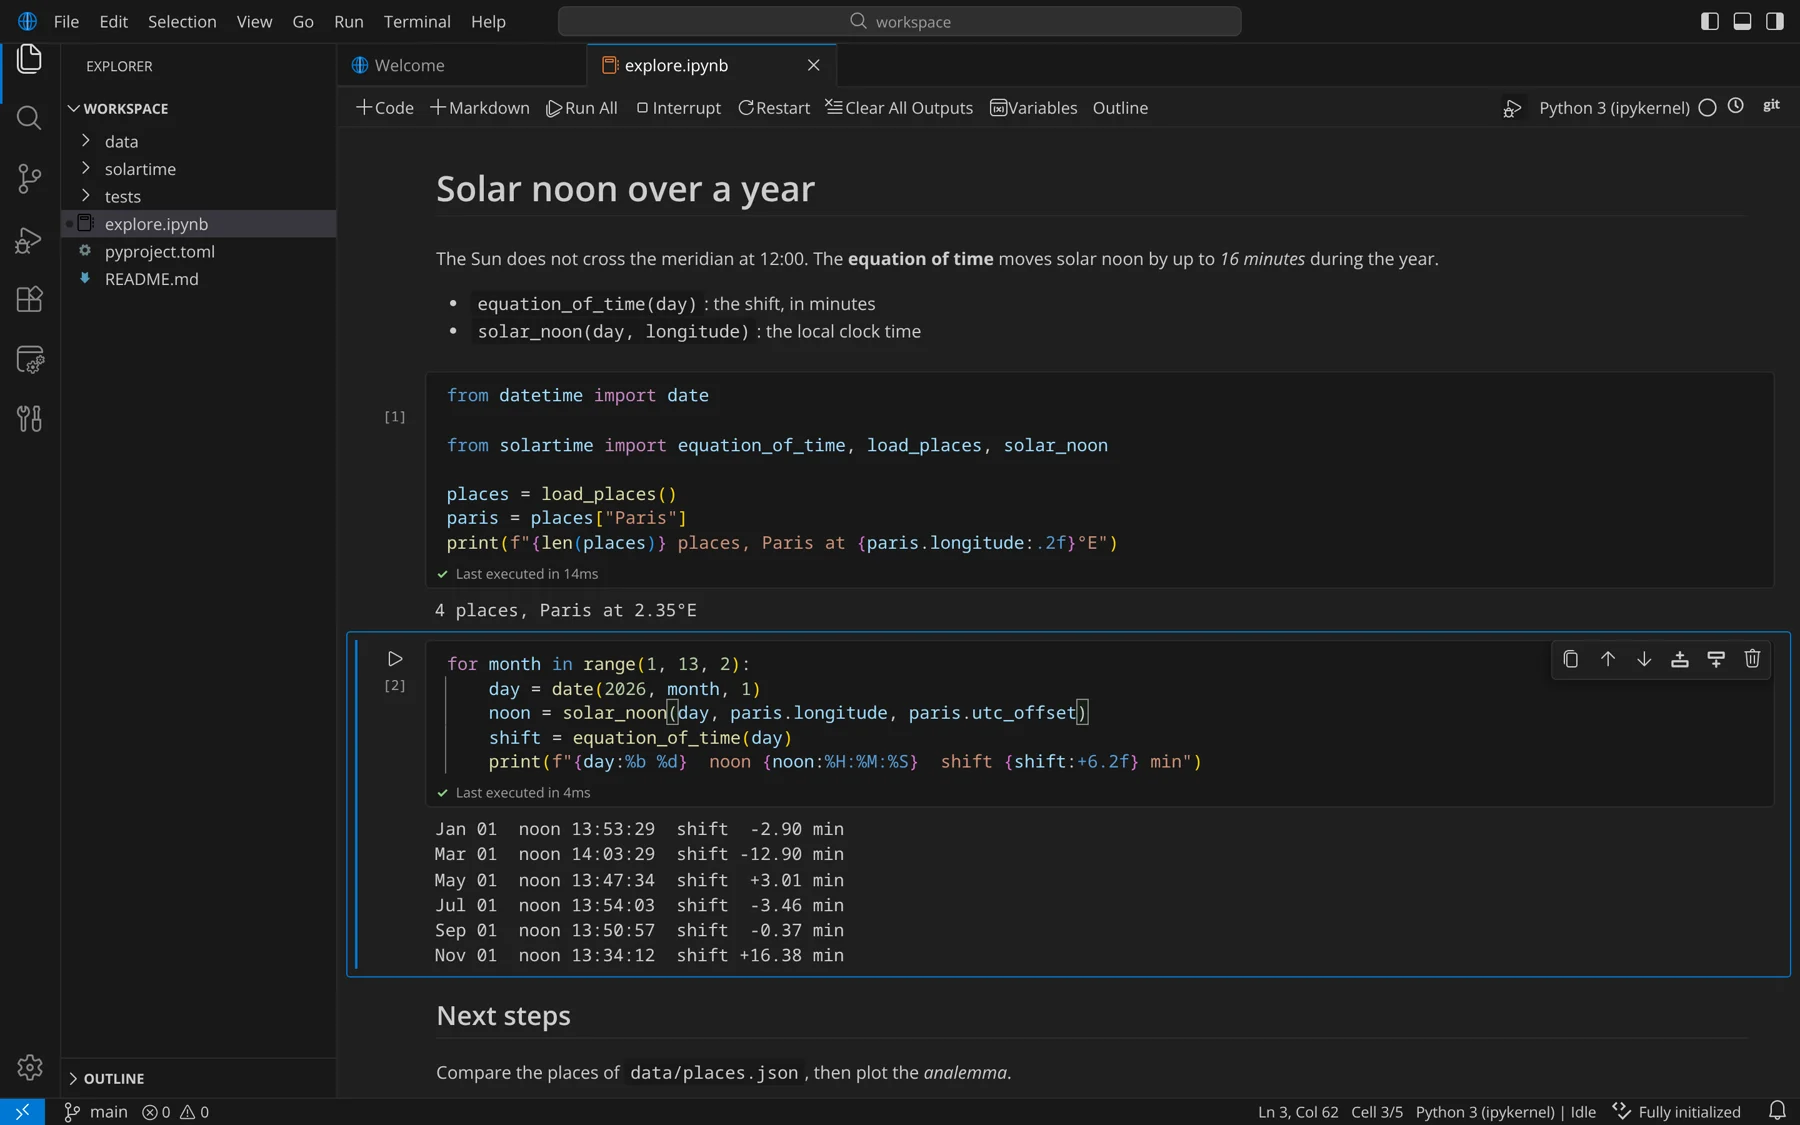 File Edit Selection View Go Run Terminal Help
workspace
EXPLORER
WORKSPACE
data
solartime
tests
explore.ipynb
pyproject.toml
README.md
OUTLINE
Welcome
explore.ipynb
Code Markdown Run All Interrupt Restart Clear All Outputs Variables Outline
Python 3 (ipykernel)
git
Solar noon over a year
The Sun does not cross the meridian at 12:00. The equation of time moves solar noon by up to 16 minutes during the year.
• equation_of_time(day) : the shift, in minutes
• solar_noon(day, longitude) : the local clock time
[1]
from datetime import date
from solartime import equation_of_time, load_places, solar_noon
places = load_places()
paris = places["Paris"]
print(f"{len(places)} places, Paris at {paris.longitude:.2f}°E")
Last executed in 14ms
4 places, Paris at 2.35°E
[2]
for month in range(1, 13, 2):
    day = date(2026, month, 1)
    noon = solar_noon(day, paris.longitude, paris.utc_offset)
    shift = equation_of_time(day)
    print(f"{day:%b %d}  noon {noon:%H:%M:%S}  shift {shift:+6.2f} min")
Last executed in 4ms
Jan 01  noon 13:53:29  shift  -2.90 min
Mar 01  noon 14:03:29  shift -12.90 min
May 01  noon 13:47:34  shift  +3.01 min
Jul 01  noon 13:54:03  shift  -3.46 min
Sep 01  noon 13:50:57  shift  -0.37 min
Nov 01  noon 13:34:12  shift +16.38 min
Next steps
Compare the places of data/places.json , then plot the analemma.
main 0 0
Ln 3, Col 62 Cell 3/5 Python 3 (ipykernel) | Idle Fully initialized